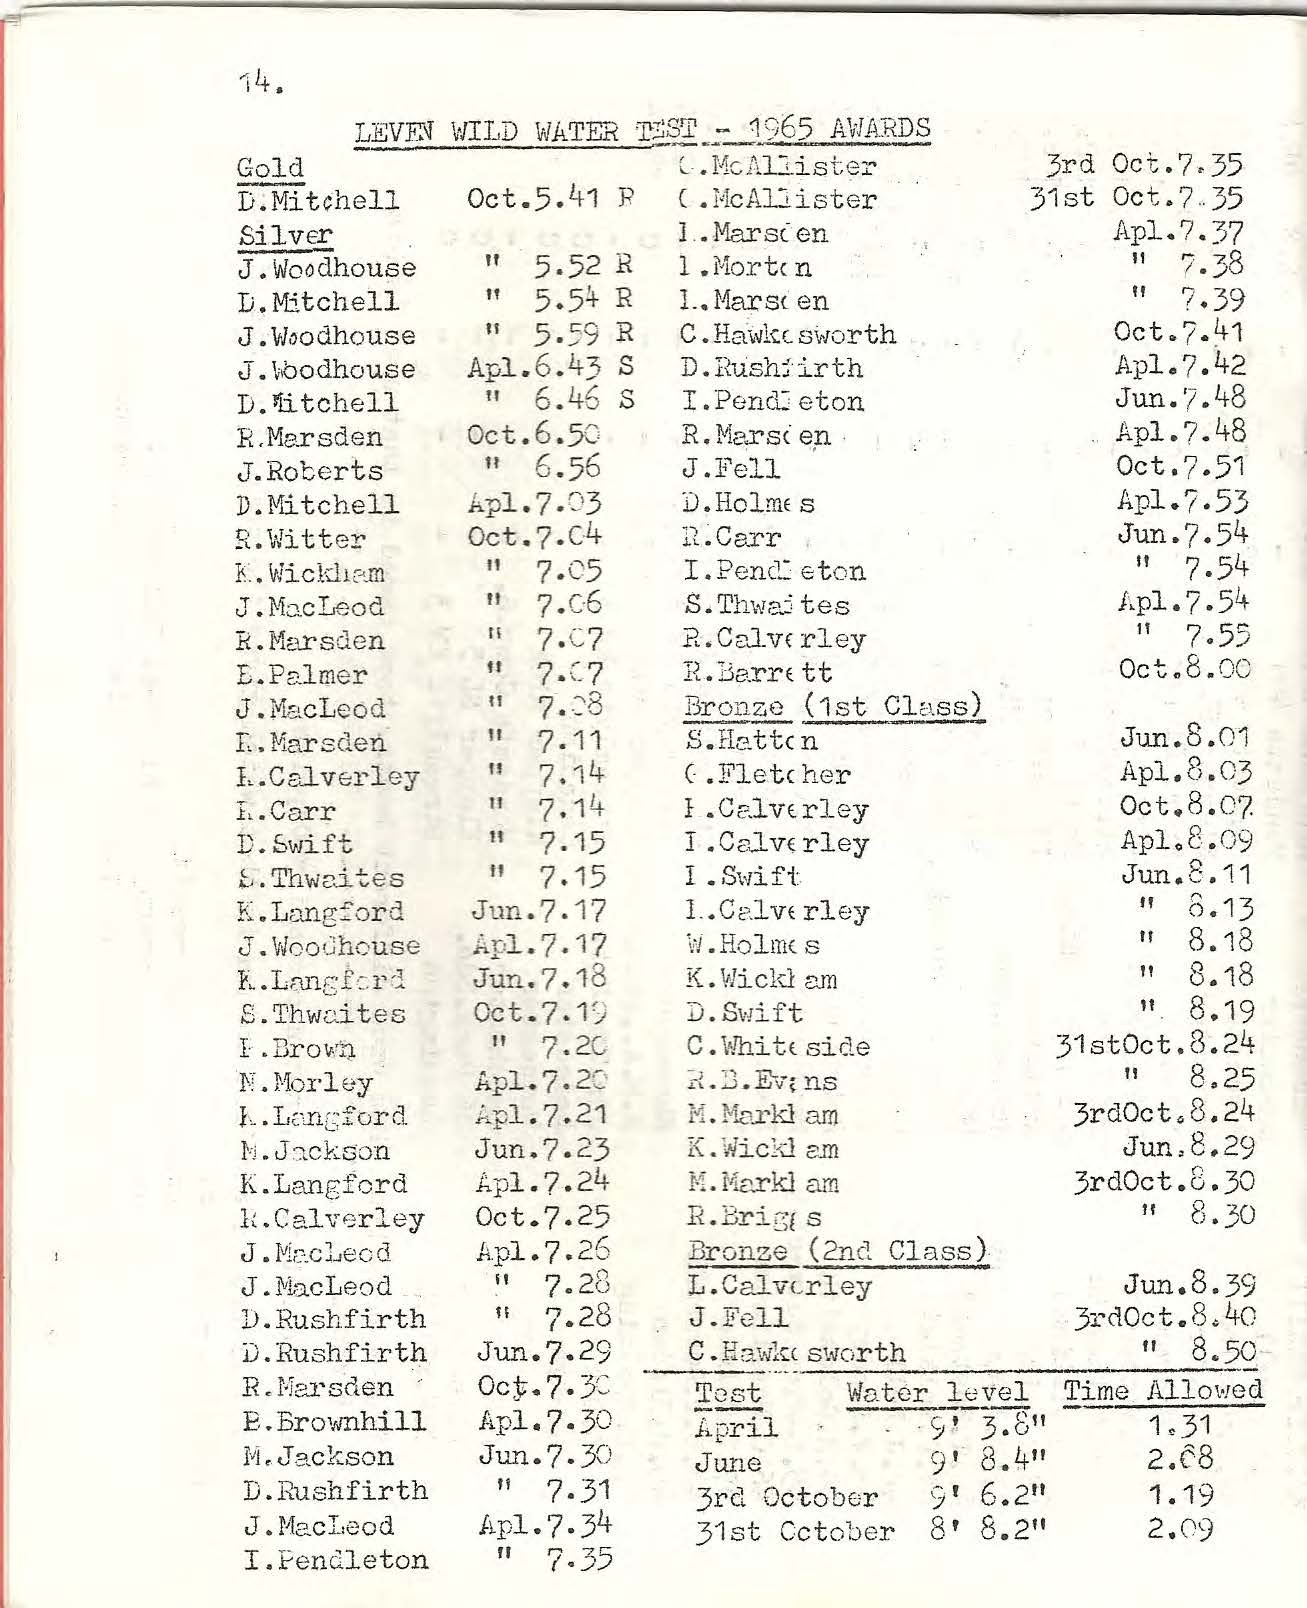 14.
LEVEN WILD WATER TEST - 1965 AWARDS
Gold
D.Mitchell Oct.5.41 R
Silver
J.Woodhouse " 5.52 R
D.Mitchell " 5.54 R
J.Woodhouse " 5.59 R
J.Woodhouse Apl.6.43 S
D.Mitchell " 6.46 S
R.Marsden Oct.6.50
J.Roberts " 6.56
D.Mitchell Apl.7.03
R.Witter Oct.7.04
K.Wickham " 7.05
J.MacLeod " 7.06
R.Marsden " 7.07
Palmer " 7.07
J.MacLeod " 7.08
R.Marsden " 7.11
R.Calverley " 7.14
R.Carr " 7.14
D.Swift " 7.15
S.Thwaites " 7.15
K.Langford Jun.7.17
J.Woodhouse Apl.7.17
K.Langford Jun.7.18
S.Thwaites Oct.7.19
Brown " 7.20
N.Morley Apl.7.20
K.Langford Apl.7.21
M.Jackson Jun.7.23
K.Langford Apl.7.24
R.Calverley Oct.7.25
J.MacLeod Apl.7.26
J.MacLeod " 7.28
D.Rushfirth " 7.28
D.Rushfirth Jun.7.29
R.Marsden Oct.7.30
B.Brownhill Apl.7.30
M.Jackson Jun.7.30
D.Rushfirth " 7.31
J.MacLeod Apl.7.34
I.Pendleton " 7.35
McAllister 3rd Oct.7.35
McAllister 31st Oct.7.35
Marsden Apl.7.37
Morten " 7.38
Marsden " 7.39
C.Hawkesworth Oct.7.41
D.Rushfirth Apl.7.42
I.Pendleton Jun.7.48
R.Marsden Apl.7.48
J.Fell Oct.7.51
D.Holmes Apl.7.53
R.Carr Jun.7.54
I.Pendleton " 7.54
S.Thwaites Apl.7.54
R.Calverley " 7.55
R.Barrett Oct.8.00
Bronze (1st Class)
S.Hatton Jun.8.01
Fletcher Apl.8.03
Calverley Oct.8.07
Calverley Apl.8.09
Swift Jun.8.11
Calverley " 8.13
W.Holmes " 8.18
K.Wickham " 8.18
D.Swift " 8.19
C.Whiteside 31stOct.8.24
R.B.Evans " 8.25
M.Markham 3rdOct.8.24
K.Wickham Jun.8.29
M.Markham 3rdOct.8.30
R.Briggs " 8.30
Bronze (2nd Class)
L.Calverley Jun.8.39
J.Fell 3rdOct.8.40
C.Hawkesworth " 8.50
Test Water level Time Allowed
April 9' 3.8" 1.31
June 9' 8.4" 2.08
3rd October 9' 6.2" 1.19
31st October 8' 8.2" 2.09